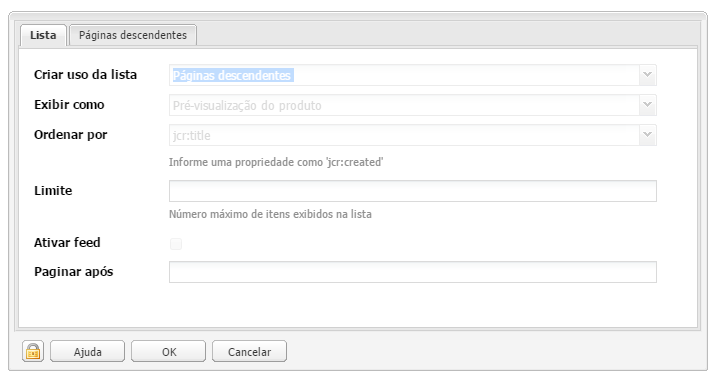 Lista
Páginas descendentes
Criar uso da lista
Páginas descendentes
Exibir como
Pré-visualização do produto
Ordenar por
jcr:title
Informe uma propriedade como 'jcr:created'
Limite
Número máximo de itens exibidos na lista
Ativar feed
Paginar após
Ajuda
OK
Cancelar